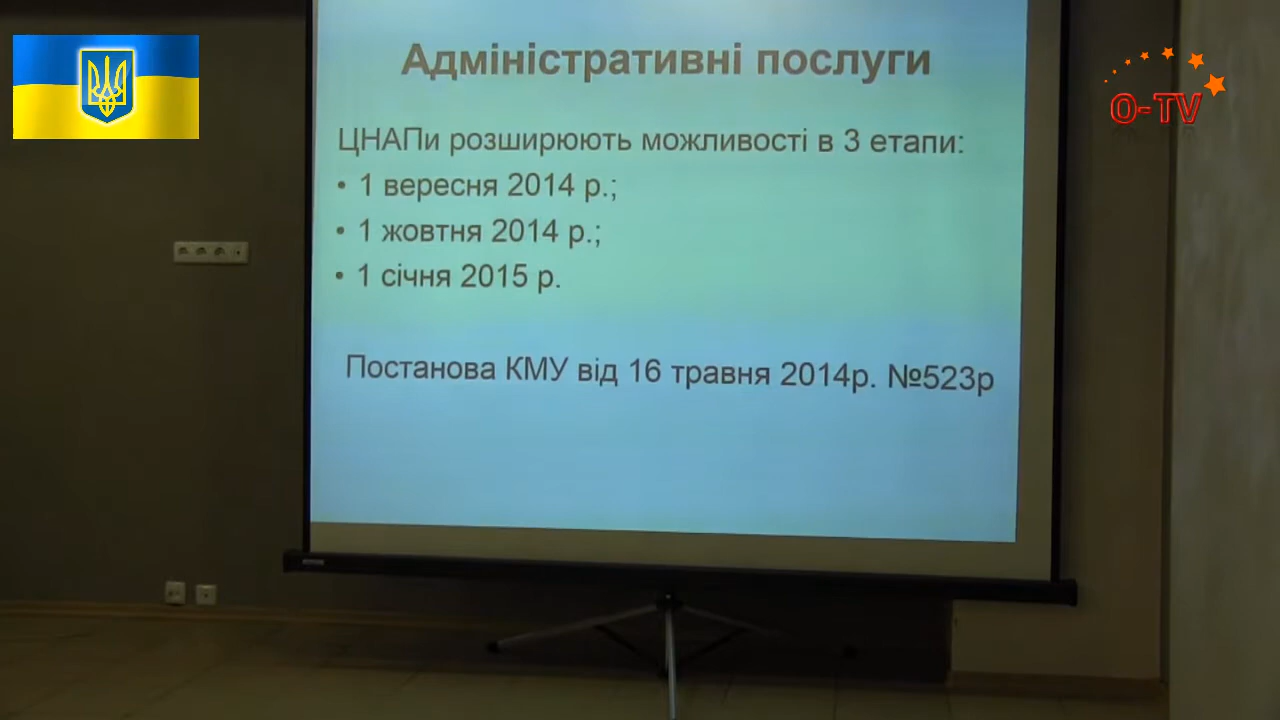 Адміністративні послуги
O-TV
ЦНАПи розширюють можливості в 3 етапи:
• 1 вересня 2014 р.;
• 1 жовтня 2014 р.;
• 1 січня 2015 р.
Постанова КМУ від 16 травня 2014р. №523р